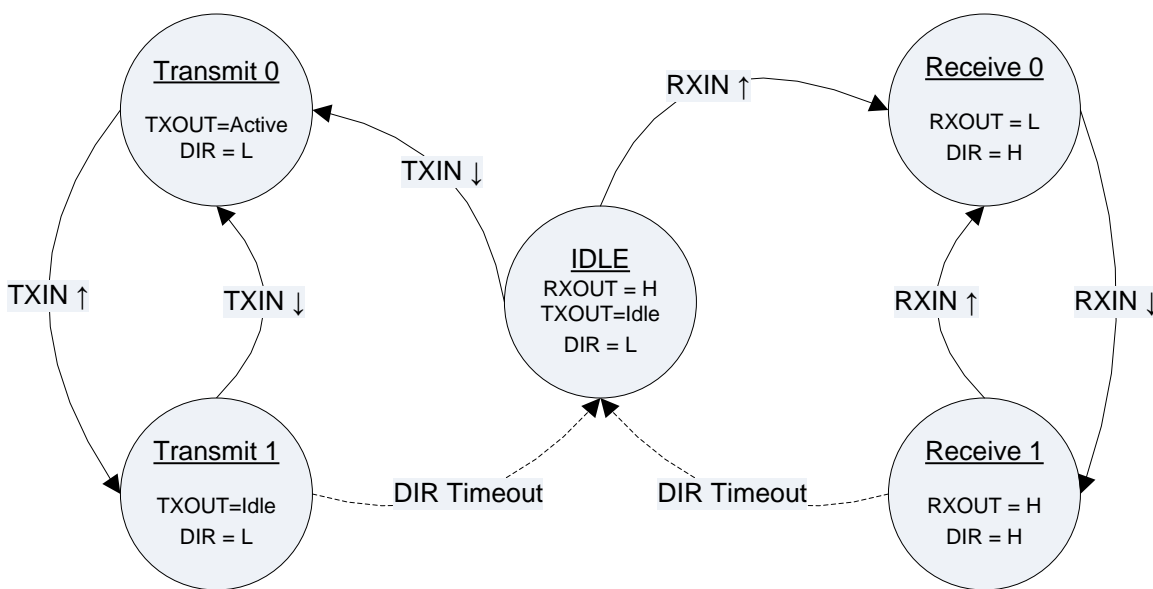 Transmit 0
TXOUT=Active
DIR = L
Receive 0
RXOUT = L
DIR = H
RXIN ↑
TXIN ↓
IDLE
RXOUT = H
TXOUT=Idle
DIR = L
TXIN ↑
TXIN ↓
RXIN ↑
RXIN ↓
Transmit 1
TXOUT=Idle
DIR = L
DIR Timeout
DIR Timeout
Receive 1
RXOUT = H
DIR = H